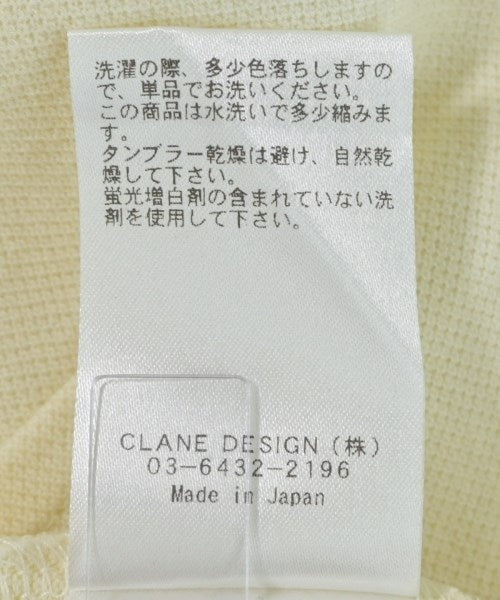 洗濯の際、多少色落ちしますの
で、単品でお洗いください。
この商品は水洗いで多少縮みま
す。
タンブラー乾燥は避け、自然乾
燥して下さい。
蛍光増白剤の含まれていない洗
剤を使用して下さい。
CLANE DESIGN（株）
03-6432-2196
Made in Japan